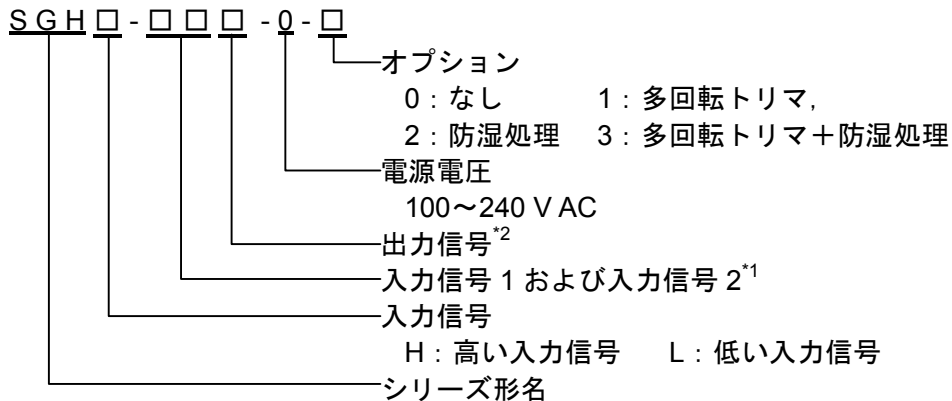 SGH□-□□□-0-□
オプション
0：なし　1：多回転トリマ,
2：防湿処理　3：多回転トリマ＋防湿処理
電源電圧
100～240 V AC
出力信号*2
入力信号 1 および入力信号 2*1
入力信号
H：高い入力信号　L：低い入力信号
シリーズ形名